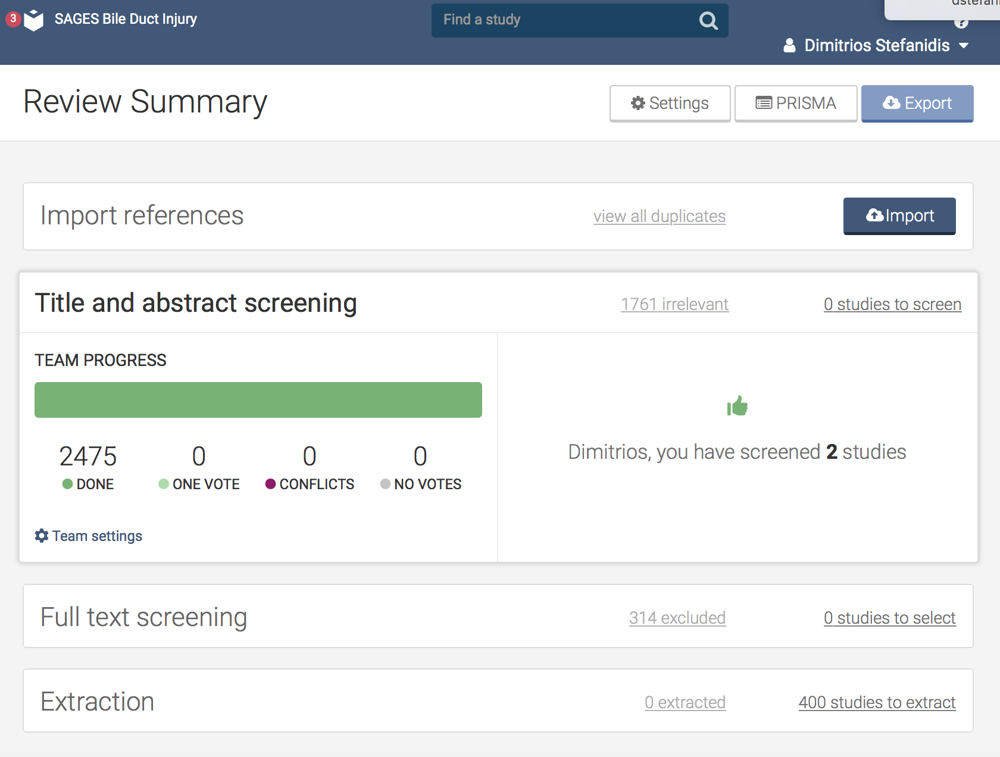 3 SAGES Bile Duct Injury
Find a study
Dimitrios Stefanidis
Review Summary
Settings
PRISMA
Export
Import references
view all duplicates
Import
Title and abstract screening
1761 irrelevant
0 studies to screen
TEAM PROGRESS
2475
0
0
0
DONE
ONE VOTE
CONFLICTS
NO VOTES
Dimitrios, you have screened 2 studies
Team settings
Full text screening
314 excluded
0 studies to select
Extraction
0 extracted
400 studies to extract